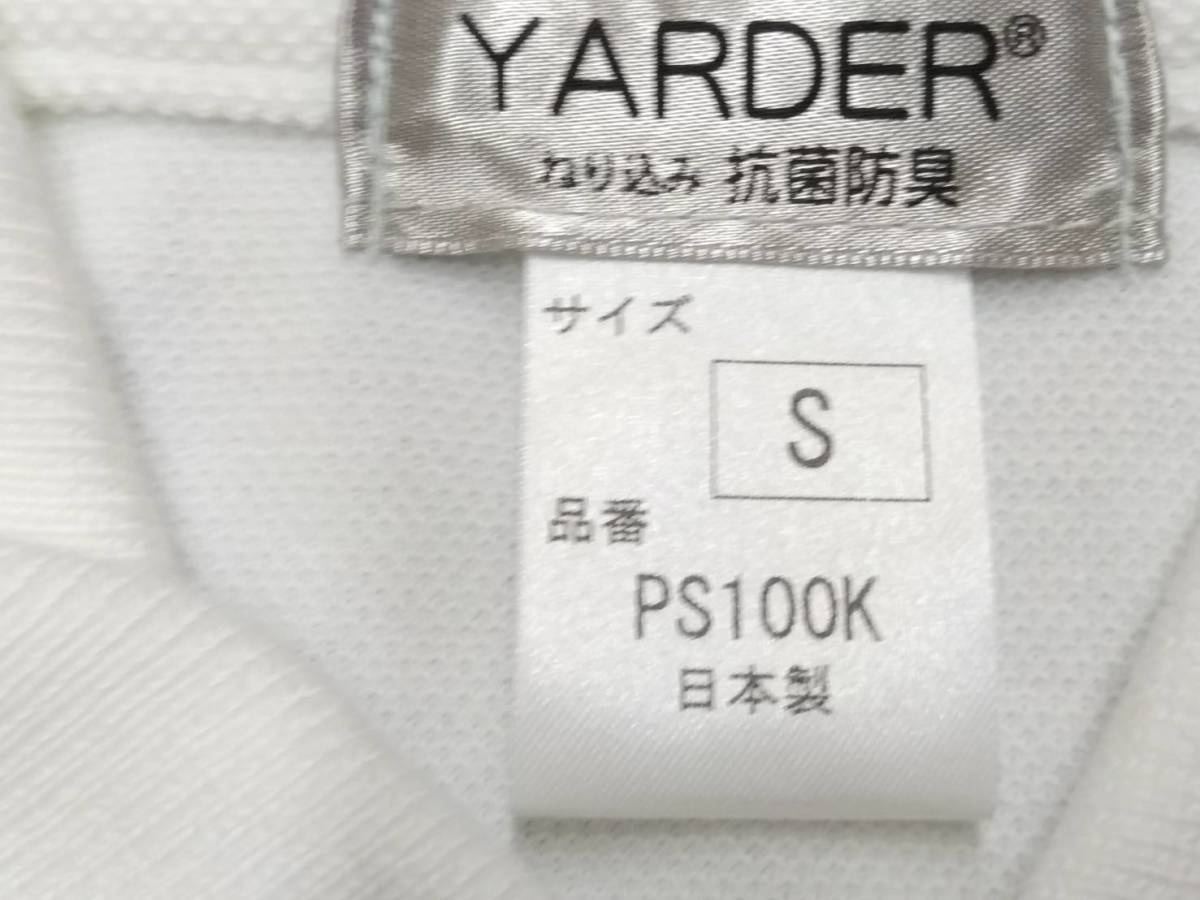 YARDER®
ねり込み 抗菌防臭
サイズ
S
品番
PS100K
日本製